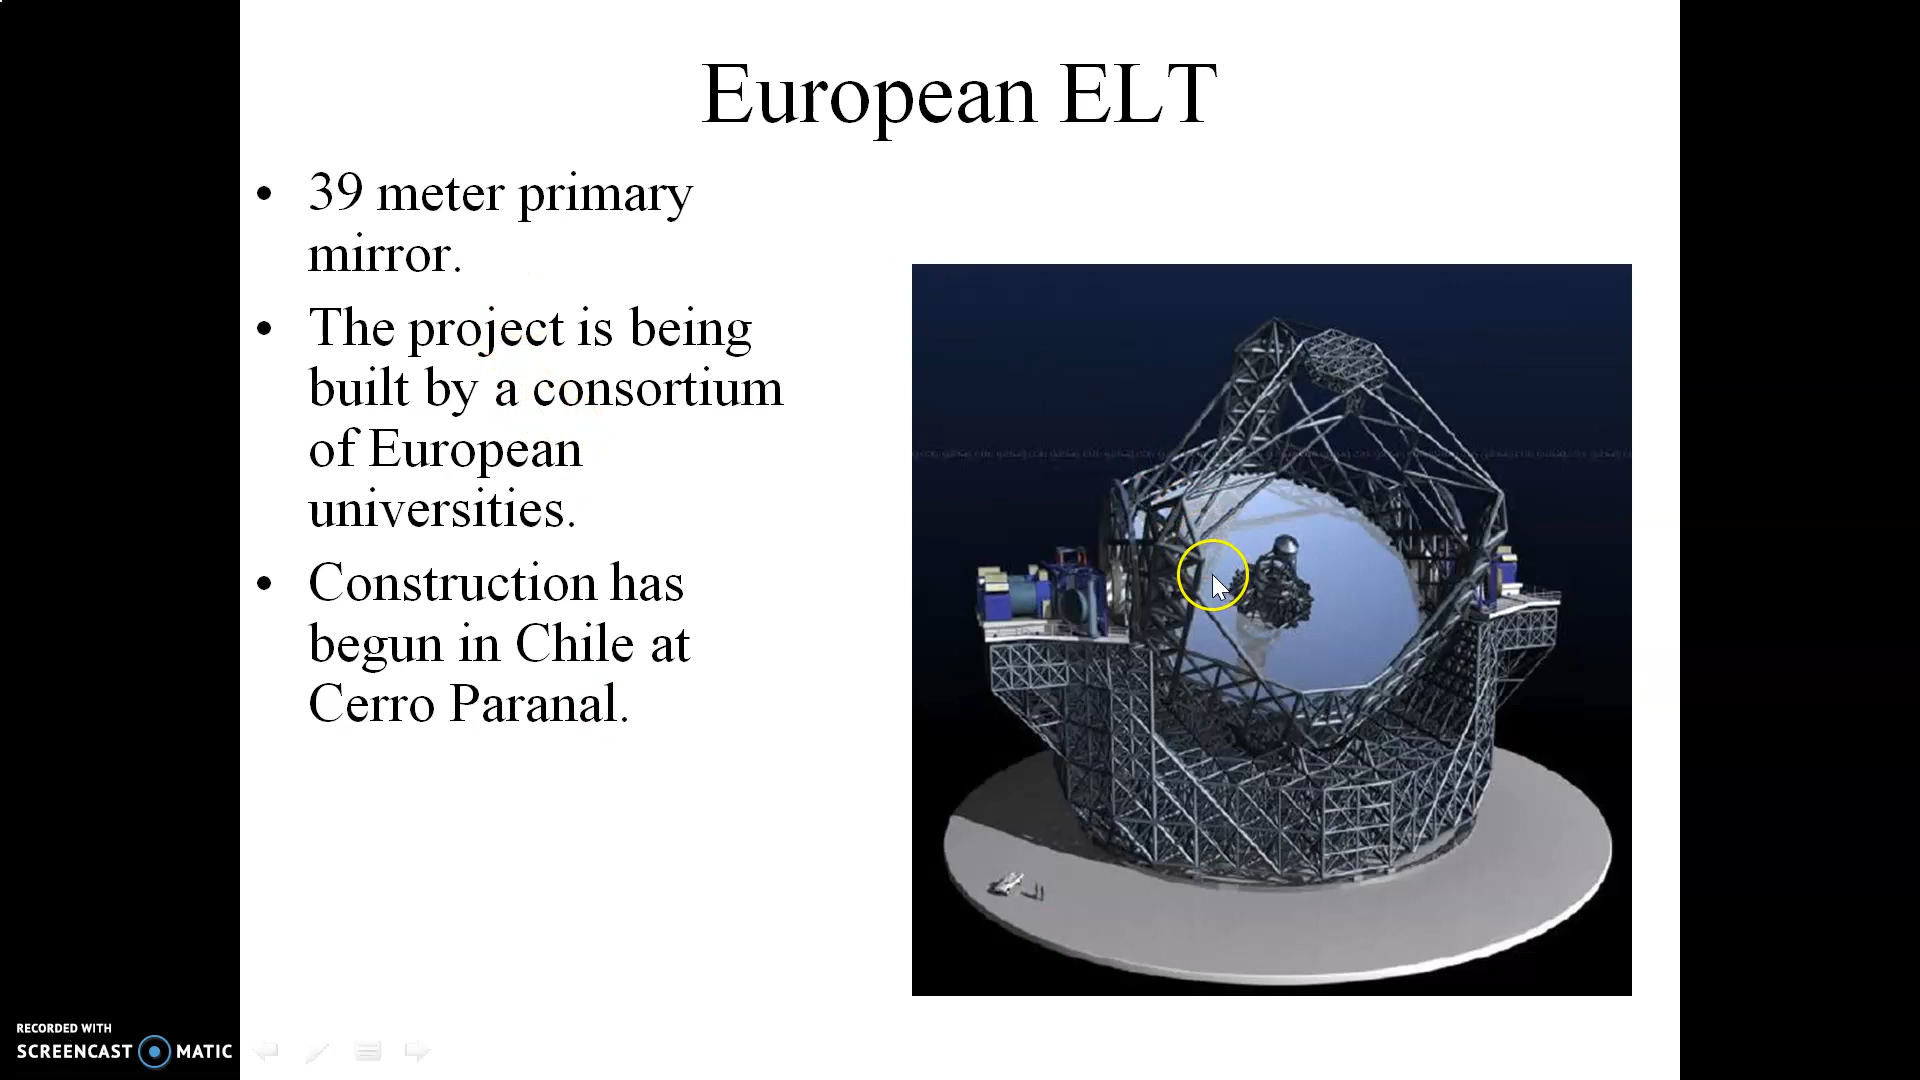 European ELT
• 39 meter primary
mirror.
• The project is being
built by a consortium
of European
universities.
• Construction has
begun in Chile at
Cerro Paranal.
RECORDED WITH
SCREENCAST MATIC